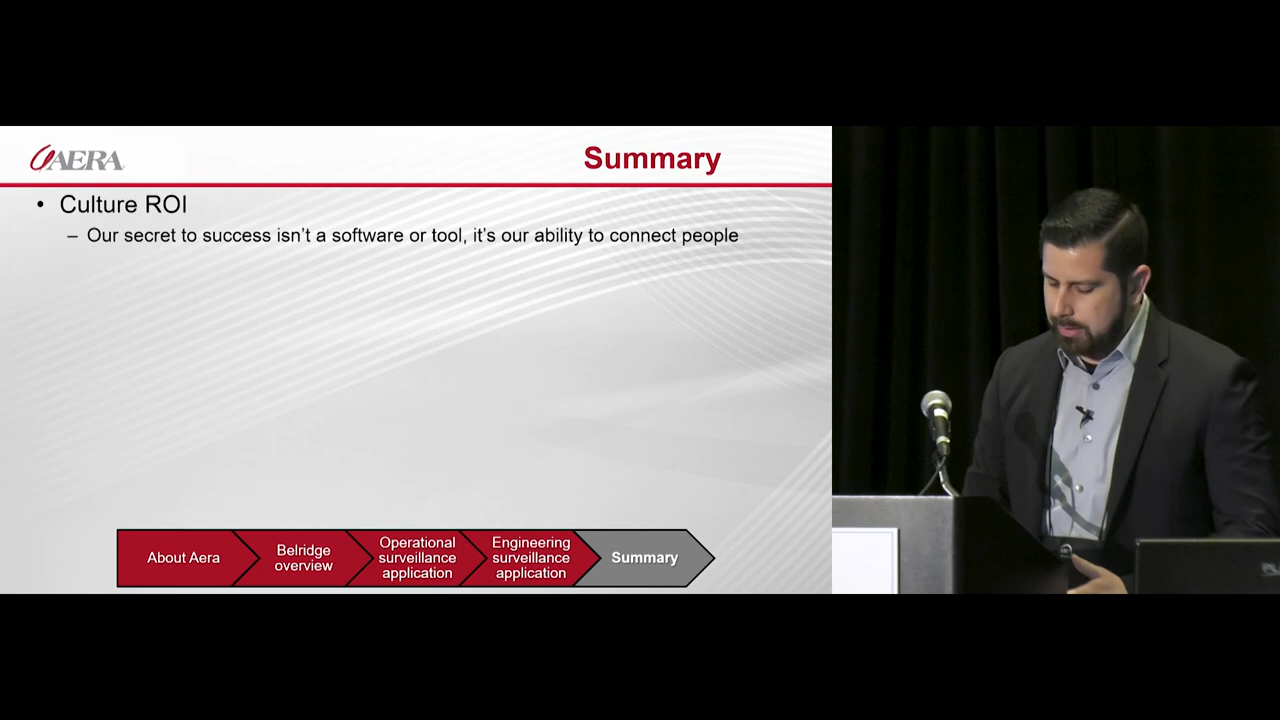 AERA
Summary
• Culture ROI
– Our secret to success isn't a software or tool, it's our ability to connect people
About Aera
Belridge
overview
Operational
surveillance
application
Engineering
surveillance
application
Summary